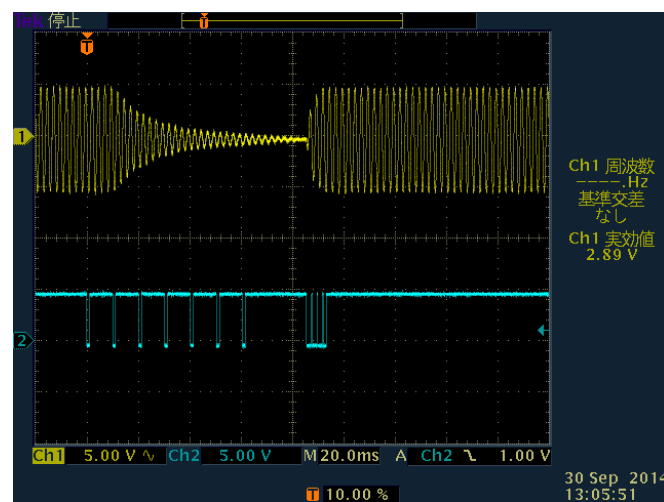 Tek 停止
T
1
Ch1 周波数
----.Hz
基準交差
なし
Ch1 実効値
2.89 V
2
Ch1 5.00 V Ch2 5.00 V M 20.0ms A Ch2 1.00 V
T 10.00 %
30 Sep 2014
13:05:51